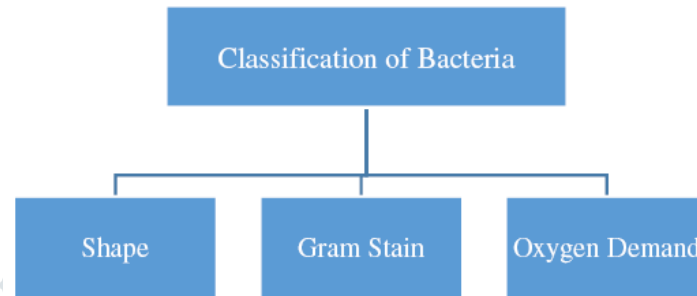 Classification of Bacteria
Shape
Gram Stain
Oxygen Demand